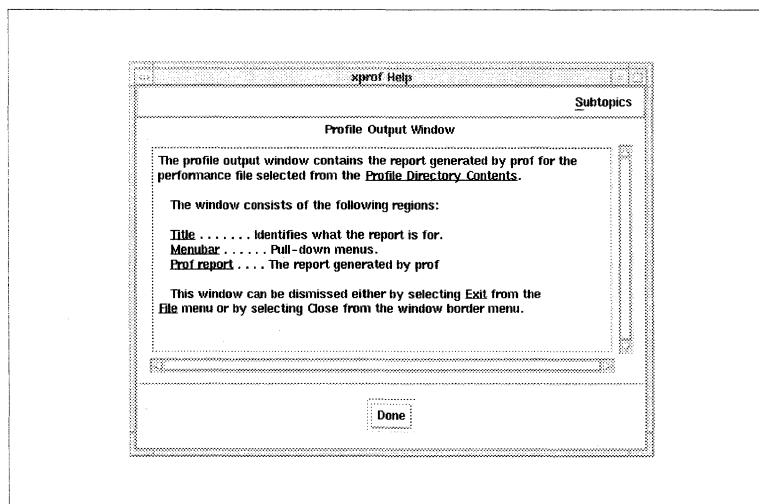 xprof Help
Subtopics
Profile Output Window
The profile output window contains the report generated by prof for the
performance file selected from the Profile Directory Contents.
The window consists of the following regions:
Title . . . . . . . Identifies what the report is for.
Menubar . . . . . . Pull-down menus.
Prof report . . . . The report generated by prof
This window can be dismissed either by selecting Exit from the
File menu or by selecting Close from the window border menu.
Done